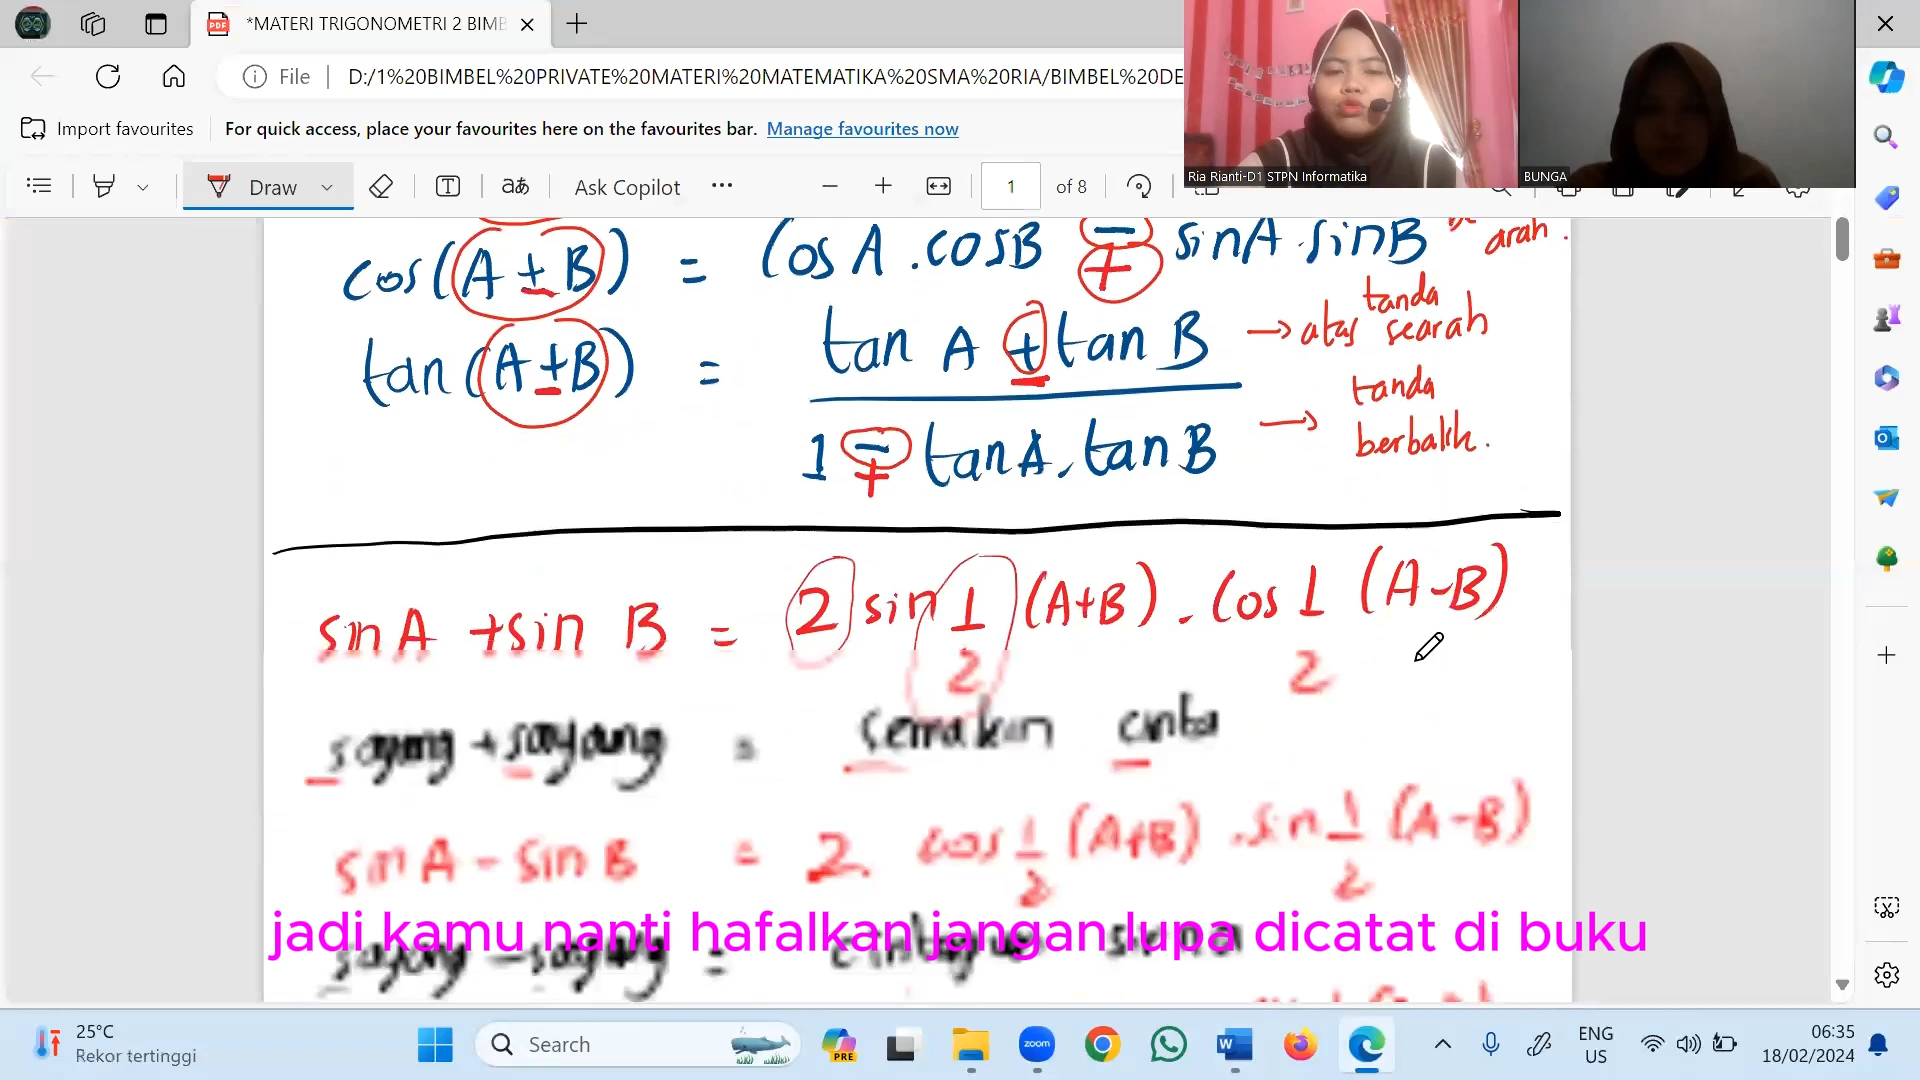 *MATERI TRIGONOMETRI 2 BIMB
File
D:/1%20BIMBEL%20PRIVATE%20MATERI%20MATEMATIKA%20SMA%20RIA/BIMBEL%20DE
Import favourites
For quick access, place your favourites here on the favourites bar. Manage favourites now
Draw
Ask Copilot
1 of 8
Ria Rianti-D1 STPN Informatika
BUNGA
cos(A ± B) = cos A . cos B ∓ sin A . sin B
arah.
tan(A ± B) = tan A ± tan B
→ atas tanda searah
1 ∓ tan A . tan B
→ tanda berbalik.
sin A + sin B = 2 sin 1/2 (A+B) . cos 1/2 (A-B)
sayang + sayang = semakin cinta
sin A - sin B = 2 cos 1/2 (A+B) . sin 1/2 (A-B)
jadi kamu nanti hafalkan jangan lupa dicatat di buku
sayang - sayang =
25°C
Rekor tertinggi
Search
PRE
zoom
W
ENG
US
06:35
18/02/2024